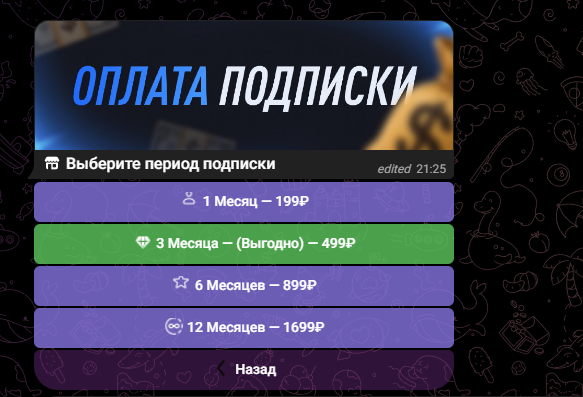 ОПЛАТА ПОДПИСКИ
Выберите период подписки
edited 21:25
1 Месяц — 199₽
3 Месяца — (Выгодно) — 499₽
6 Месяцев — 899₽
12 Месяцев — 1699₽
Назад